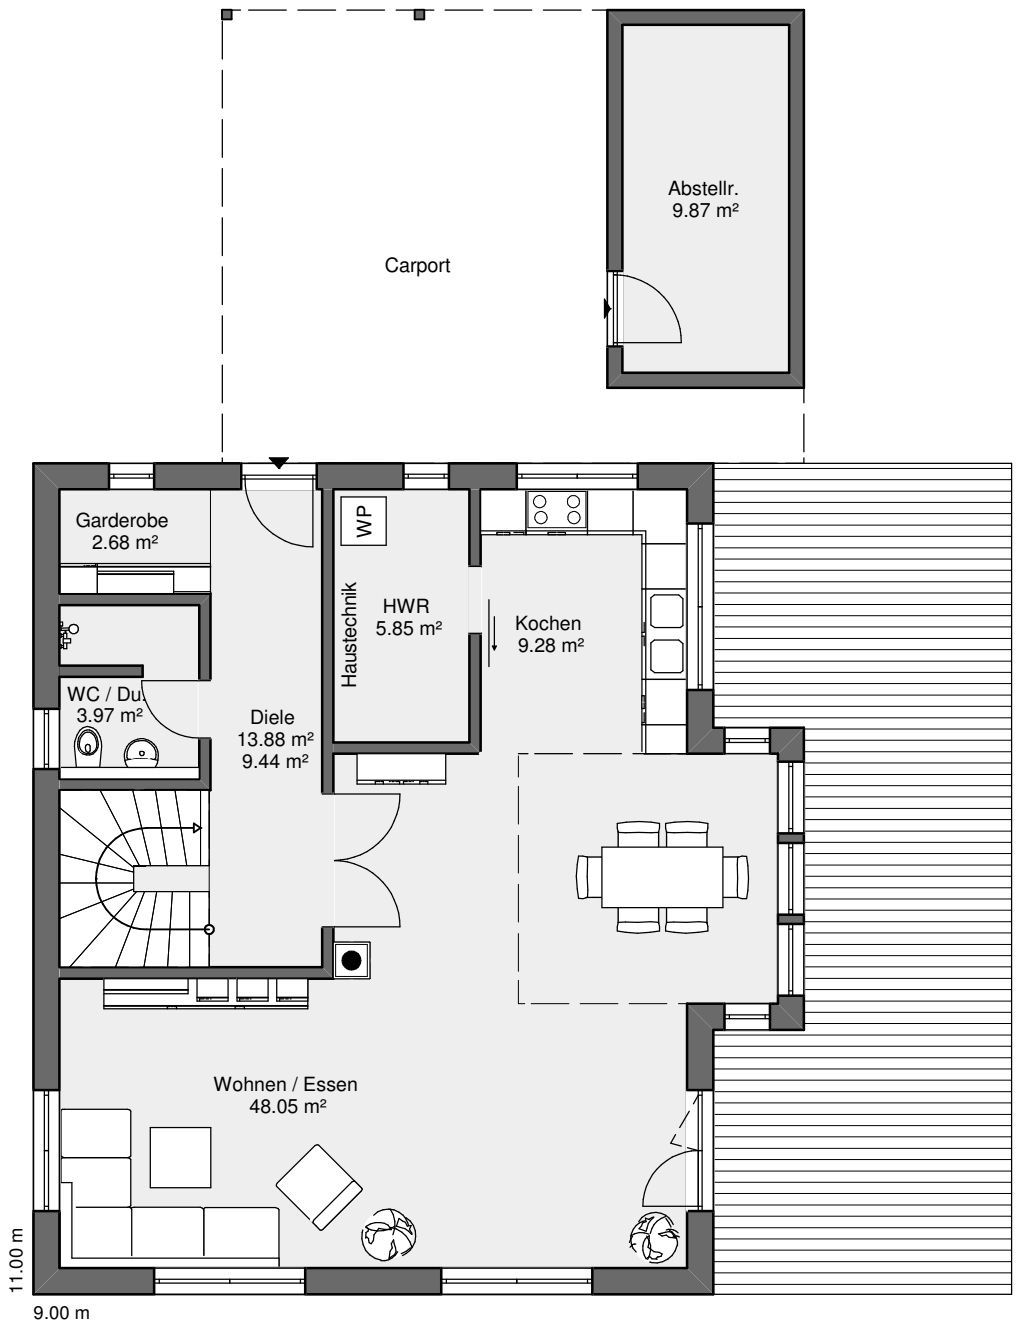 Abstellr.
9.87 m²
Carport
Garderobe
2.68 m²
WP
Haustechnik
HWR
5.85 m²
Kochen
9.28 m²
WC / Du.
3.97 m²
Diele
13.88 m²
9.44 m²
Wohnen / Essen
48.05 m²
11.00 m
9.00 m